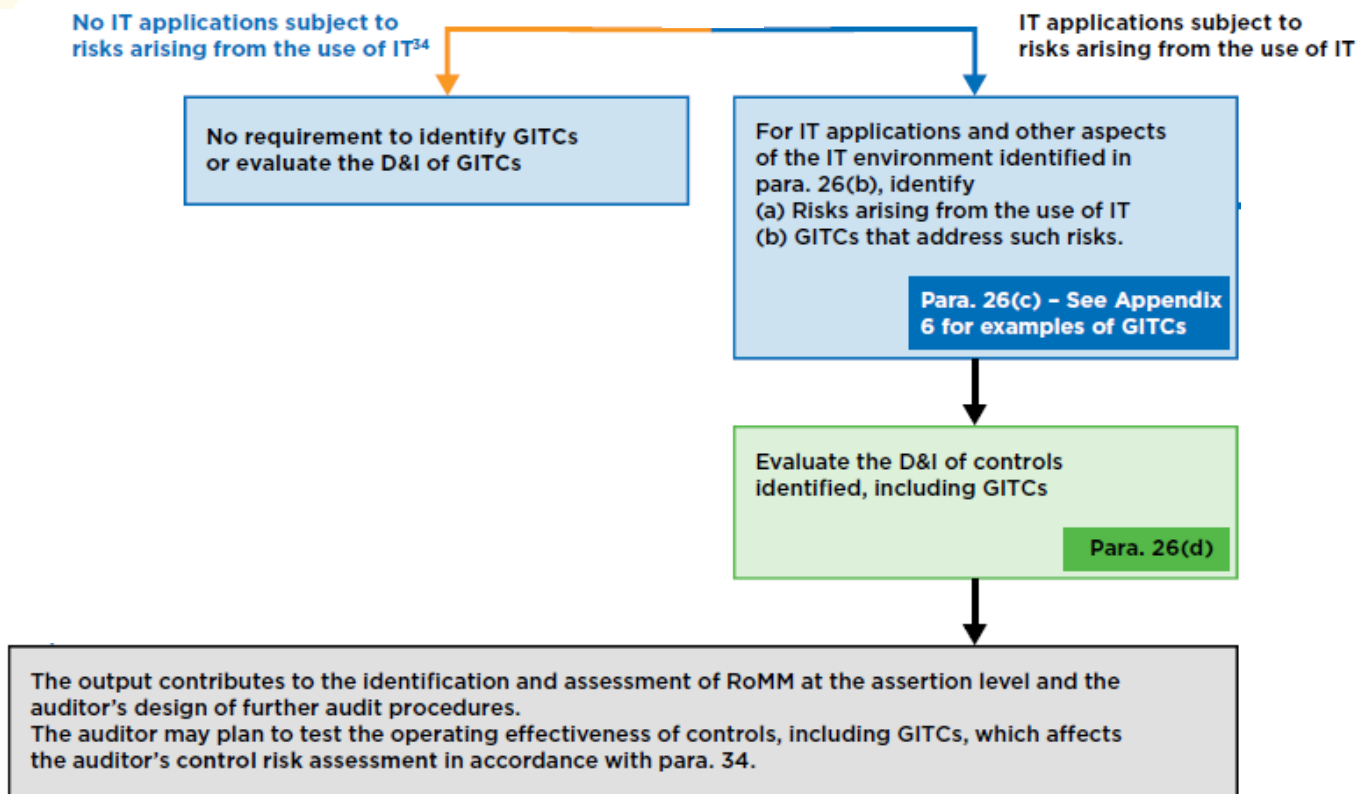 No IT applications subject to
risks arising from the use of IT³⁴
IT applications subject to
risks arising from the use of IT
No requirement to identify GITCs
or evaluate the D&I of GITCs
For IT applications and other aspects
of the IT environment identified in
para. 26(b), identify
(a) Risks arising from the use of IT
(b) GITCs that address such risks.
Para. 26(c) – See Appendix
6 for examples of GITCs
Evaluate the D&I of controls
identified, including GITCs
Para. 26(d)
The output contributes to the identification and assessment of RoMM at the assertion level and the
auditor’s design of further audit procedures.
The auditor may plan to test the operating effectiveness of controls, including GITCs, which affects
the auditor’s control risk assessment in accordance with para. 34.